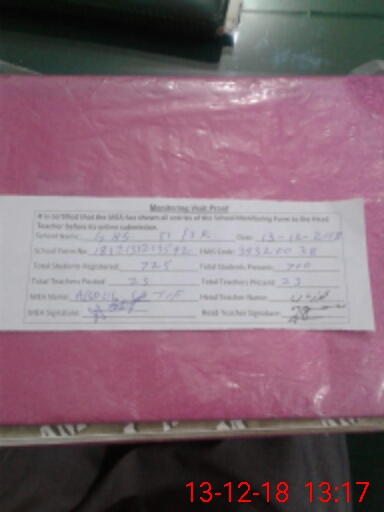 Monitoring Visit Proof
It is certified that the MEA has shown all entries of the School Monitoring Form to the Head
Teacher before its online submission.
School Name: GHS Date: 13-12-2018
School Form No: EMIS Code:
Total Students Registered: 725 Total Students Present: 700
Total Teachers Posted: 23 Total Teachers Present: 23
MEA Name: ABDUL Head Teacher Name:
MEA Signature: Head Teacher Signature:
13-12-18 13:17